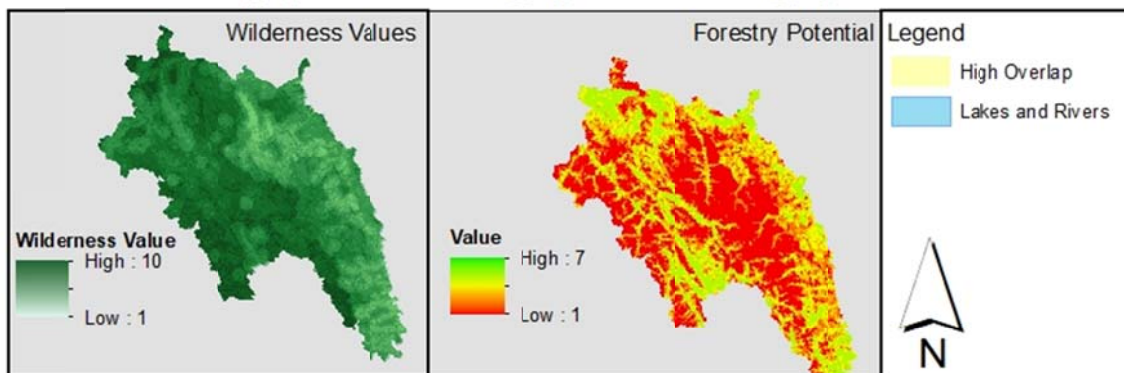 Wilderness Values
Wilderness Value
High : 10
Low : 1
Forestry Potential
Value
High : 7
Low : 1
Legend
High Overlap
Lakes and Rivers
N